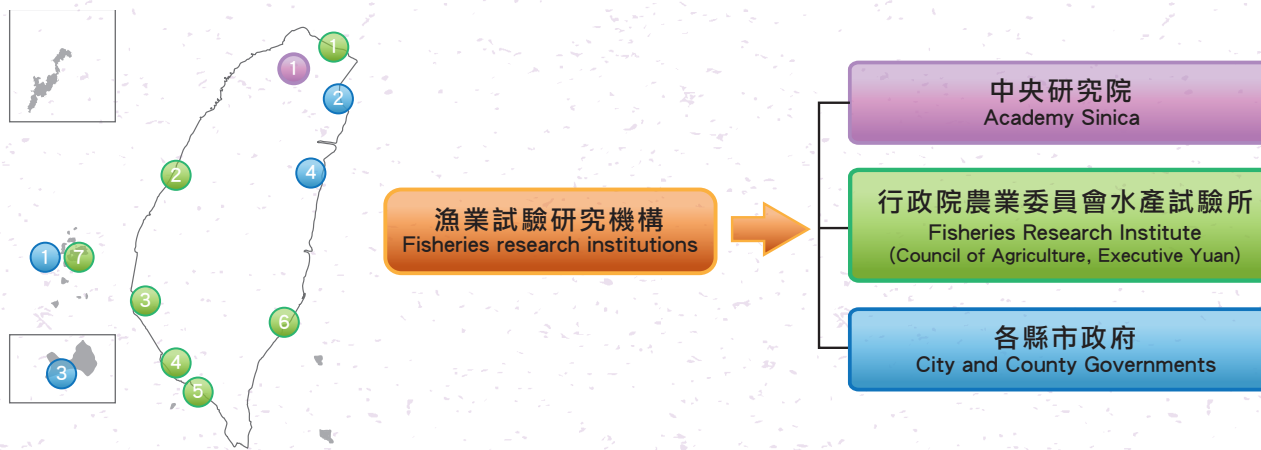 1
1
2
4
2
1
7
3
6
3
4
5
漁業試驗研究機構
Fisheries research institutions
中央研究院
Academy Sinica
行政院農業委員會水產試驗所
Fisheries Research Institute
(Council of Agriculture, Executive Yuan)
各縣市政府
City and County Governments